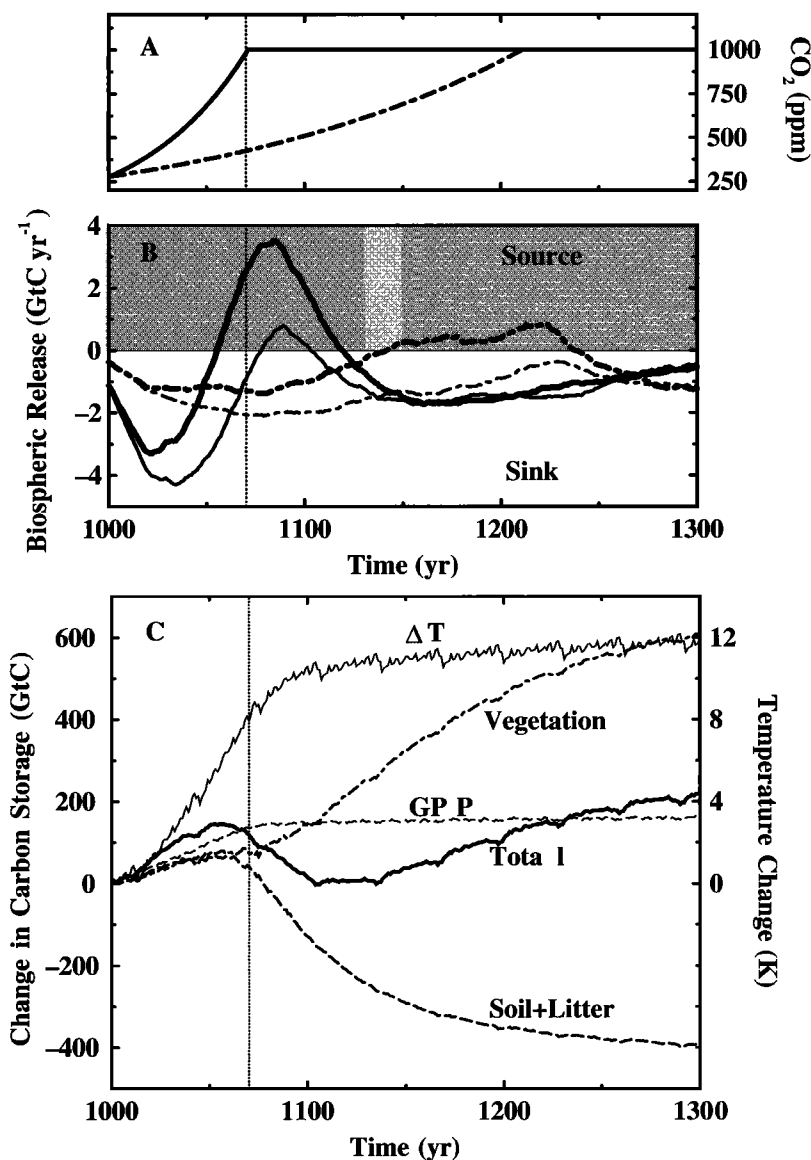 A
1000
750
500
250
CO2 (ppm)
B
Source
Sink
4
2
0
−2
−4
Biospheric Release (GtC yr-1)
1000
1100
1200
1300
Time (yr)
C
ΔT
Vegetation
GP P
Tota l
Soil+Litter
600
400
200
0
−200
−400
Change in Carbon Storage (GtC)
12
8
4
0
Temperature Change (K)
1000
1100
1200
1300
Time (yr)